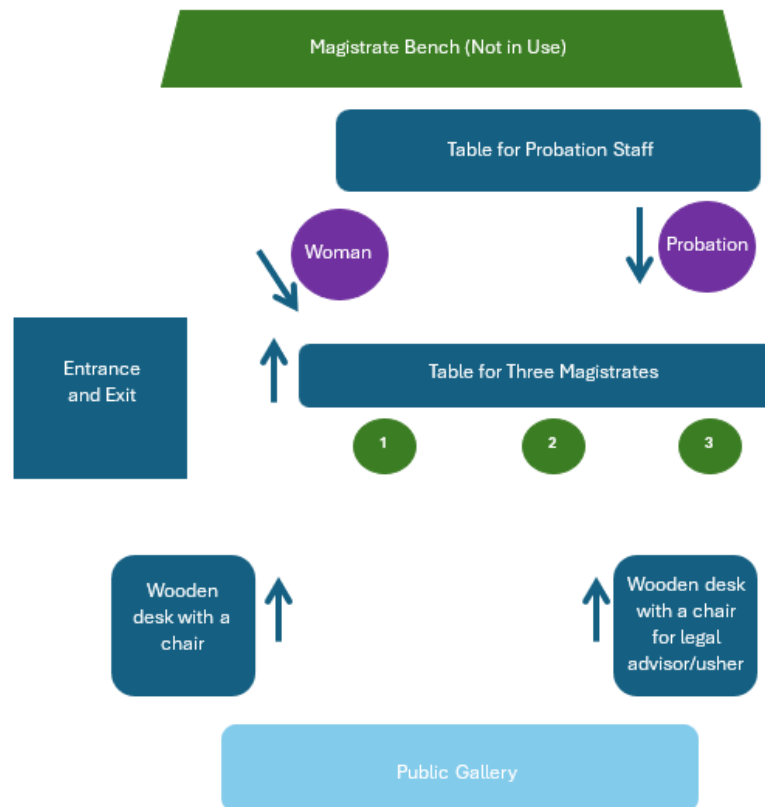 Magistrate Bench (Not in Use)
Table for Probation Staff
Woman
Probation
Entrance
and Exit
Table for Three Magistrates
1
2
3
Wooden
desk with a
chair
Wooden desk
with a chair
for legal
advisor/usher
Public Gallery